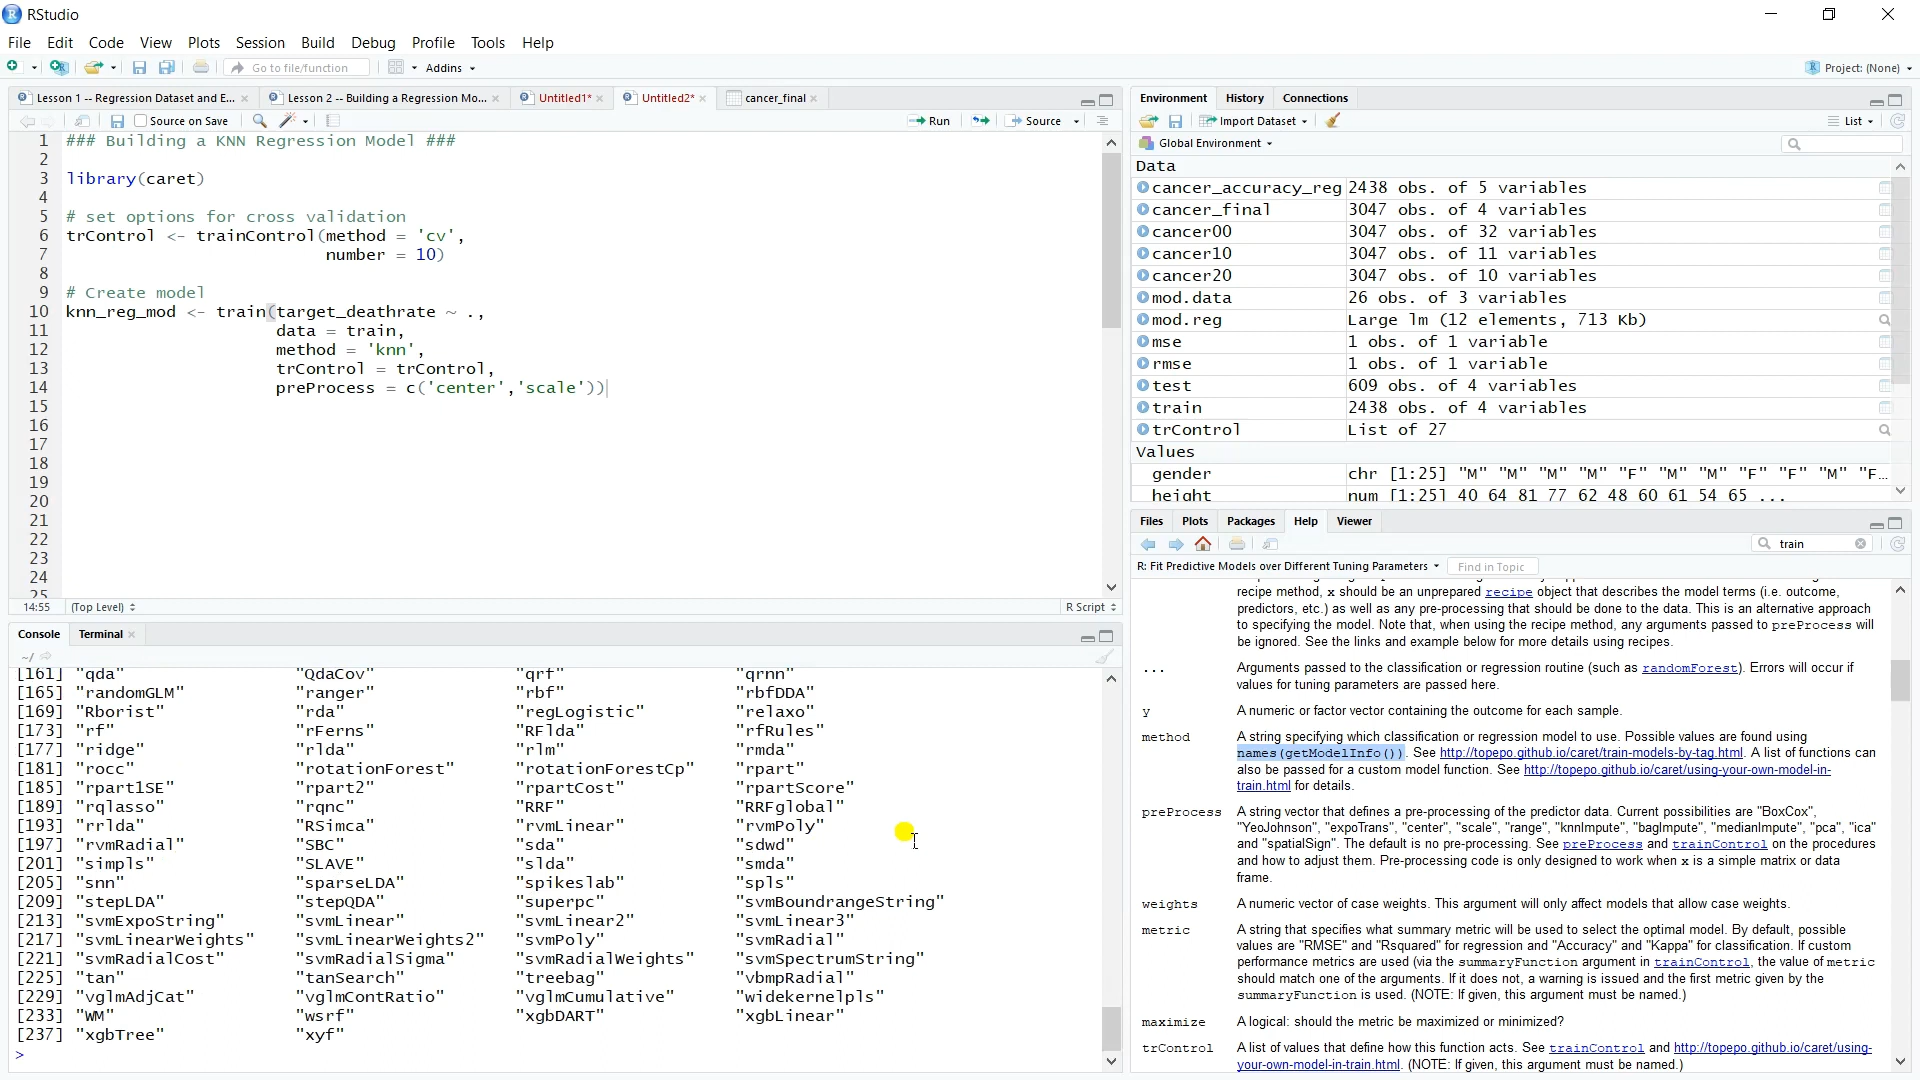 RStudio
File Edit Code View Plots Session Build Debug Profile Tools Help
Go to file/function Addins Project: (None)
Lesson 1 -- Regression Dataset and E... Lesson 2 -- Building a Regression Mo... Untitled1* Untitled2* cancer_final
Source on Save Run Source
1 ### Building a KNN Regression Model ###
2
3 library(caret)
4
5 # set options for cross validation
6 trControl <- trainControl(method = 'cv',
7 number = 10)
8
9 # Create model
10 knn_reg_mod <- train(target_deathrate ~ .,
11 data = train,
12 method = 'knn',
13 trControl = trControl,
14 preProcess = c('center','scale'))
15
16
17
18
19
20
21
22
23
24
25
14:55 (Top Level) R Script
Console Terminal
~/
[161] "qda" "QdaCov" "qrf" "qrnn"
[165] "randomGLM" "ranger" "rbf" "rbfDDA"
[169] "Rborist" "rda" "regLogistic" "relaxo"
[173] "rf" "rFerns" "RFlda" "rfRules"
[177] "ridge" "rlda" "rlm" "rmda"
[181] "rocc" "rotationForest" "rotationForestCp" "rpart"
[185] "rpart1SE" "rpart2" "rpartCost" "rpartScore"
[189] "rqlasso" "rqnc" "RRF" "RRFglobal"
[193] "rrlda" "RSimca" "rvmLinear" "rvmPoly"
[197] "rvmRadial" "SBC" "sda" "sdwd"
[201] "simpls" "SLAVE" "slda" "smda"
[205] "snn" "sparseLDA" "spikeslab" "spls"
[209] "stepLDA" "stepQDA" "superpc" "svmBoundrangeString"
[213] "svmExpoString" "svmLinear" "svmLinear2" "svmLinear3"
[217] "svmLinearWeights" "svmLinearWeights2" "svmPoly" "svmRadial"
[221] "svmRadialCost" "svmRadialSigma" "svmRadialWeights" "svmSpectrumString"
[225] "tan" "tanSearch" "treebag" "vbmpRadial"
[229] "vglmAdjCat" "vglmContRatio" "vglmCumulative" "widekernelpls"
[233] "WM" "wsrf" "xgbDART" "xgbLinear"
[237] "xgbTree" "xyf"
>
Environment History Connections
Import Dataset List
Global Environment
Data
cancer_accuracy_reg 2438 obs. of 5 variables
cancer_final 3047 obs. of 4 variables
cancer00 3047 obs. of 32 variables
cancer10 3047 obs. of 11 variables
cancer20 3047 obs. of 10 variables
mod.data 26 obs. of 3 variables
mod.reg Large lm (12 elements, 713 Kb)
mse 1 obs. of 1 variable
rmse 1 obs. of 1 variable
test 609 obs. of 4 variables
train 2438 obs. of 4 variables
trControl List of 27
Values
gender chr [1:25] "M" "M" "M" "M" "F" "M" "M" "F" "F" "M" "F…
height num [1:25] 40 64 81 77 62 48 60 61 54 65 ...
Files Plots Packages Help Viewer
train
R: Fit Predictive Models over Different Tuning Parameters Find in Topic
recipe method, x should be an unprepared recipe object that describes the model terms (i.e. outcome,
predictors, etc.) as well as any pre-processing that should be done to the data. This is an alternative approach
to specifying the model. Note that, when using the recipe method, any arguments passed to preProcess will
be ignored. See the links and example below for more details using recipes.
... Arguments passed to the classification or regression routine (such as randomForest). Errors will occur if
values for tuning parameters are passed here.
y A numeric or factor vector containing the outcome for each sample.
method A string specifying which classification or regression model to use. Possible values are found using
names(getModelInfo()). See http://topepo.github.io/caret/train-models-by-tag.html. A list of functions can
also be passed for a custom model function. See http://topepo.github.io/caret/using-your-own-model-in-
train.html for details.
preProcess A string vector that defines a pre-processing of the predictor data. Current possibilities are "BoxCox",
"YeoJohnson", "expoTrans", "center", "scale", "range", "knnImpute", "bagImpute", "medianImpute", "pca", "ica"
and "spatialSign". The default is no pre-processing. See preProcess and trainControl on the procedures
and how to adjust them. Pre-processing code is only designed to work when x is a simple matrix or data
frame.
weights A numeric vector of case weights. This argument will only affect models that allow case weights.
metric A string that specifies what summary metric will be used to select the optimal model. By default, possible
values are "RMSE" and "Rsquared" for regression and "Accuracy" and "Kappa" for classification. If custom
performance metrics are used (via the summaryFunction argument in trainControl, the value of metric
should match one of the arguments. If it does not, a warning is issued and the first metric given by the
summaryFunction is used. (NOTE: If given, this argument must be named.)
maximize A logical: should the metric be maximized or minimized?
trControl A list of values that define how this function acts. See trainControl and http://topepo.github.io/caret/using-
your-own-model-in-train.html. (NOTE: If given, this argument must be named.)